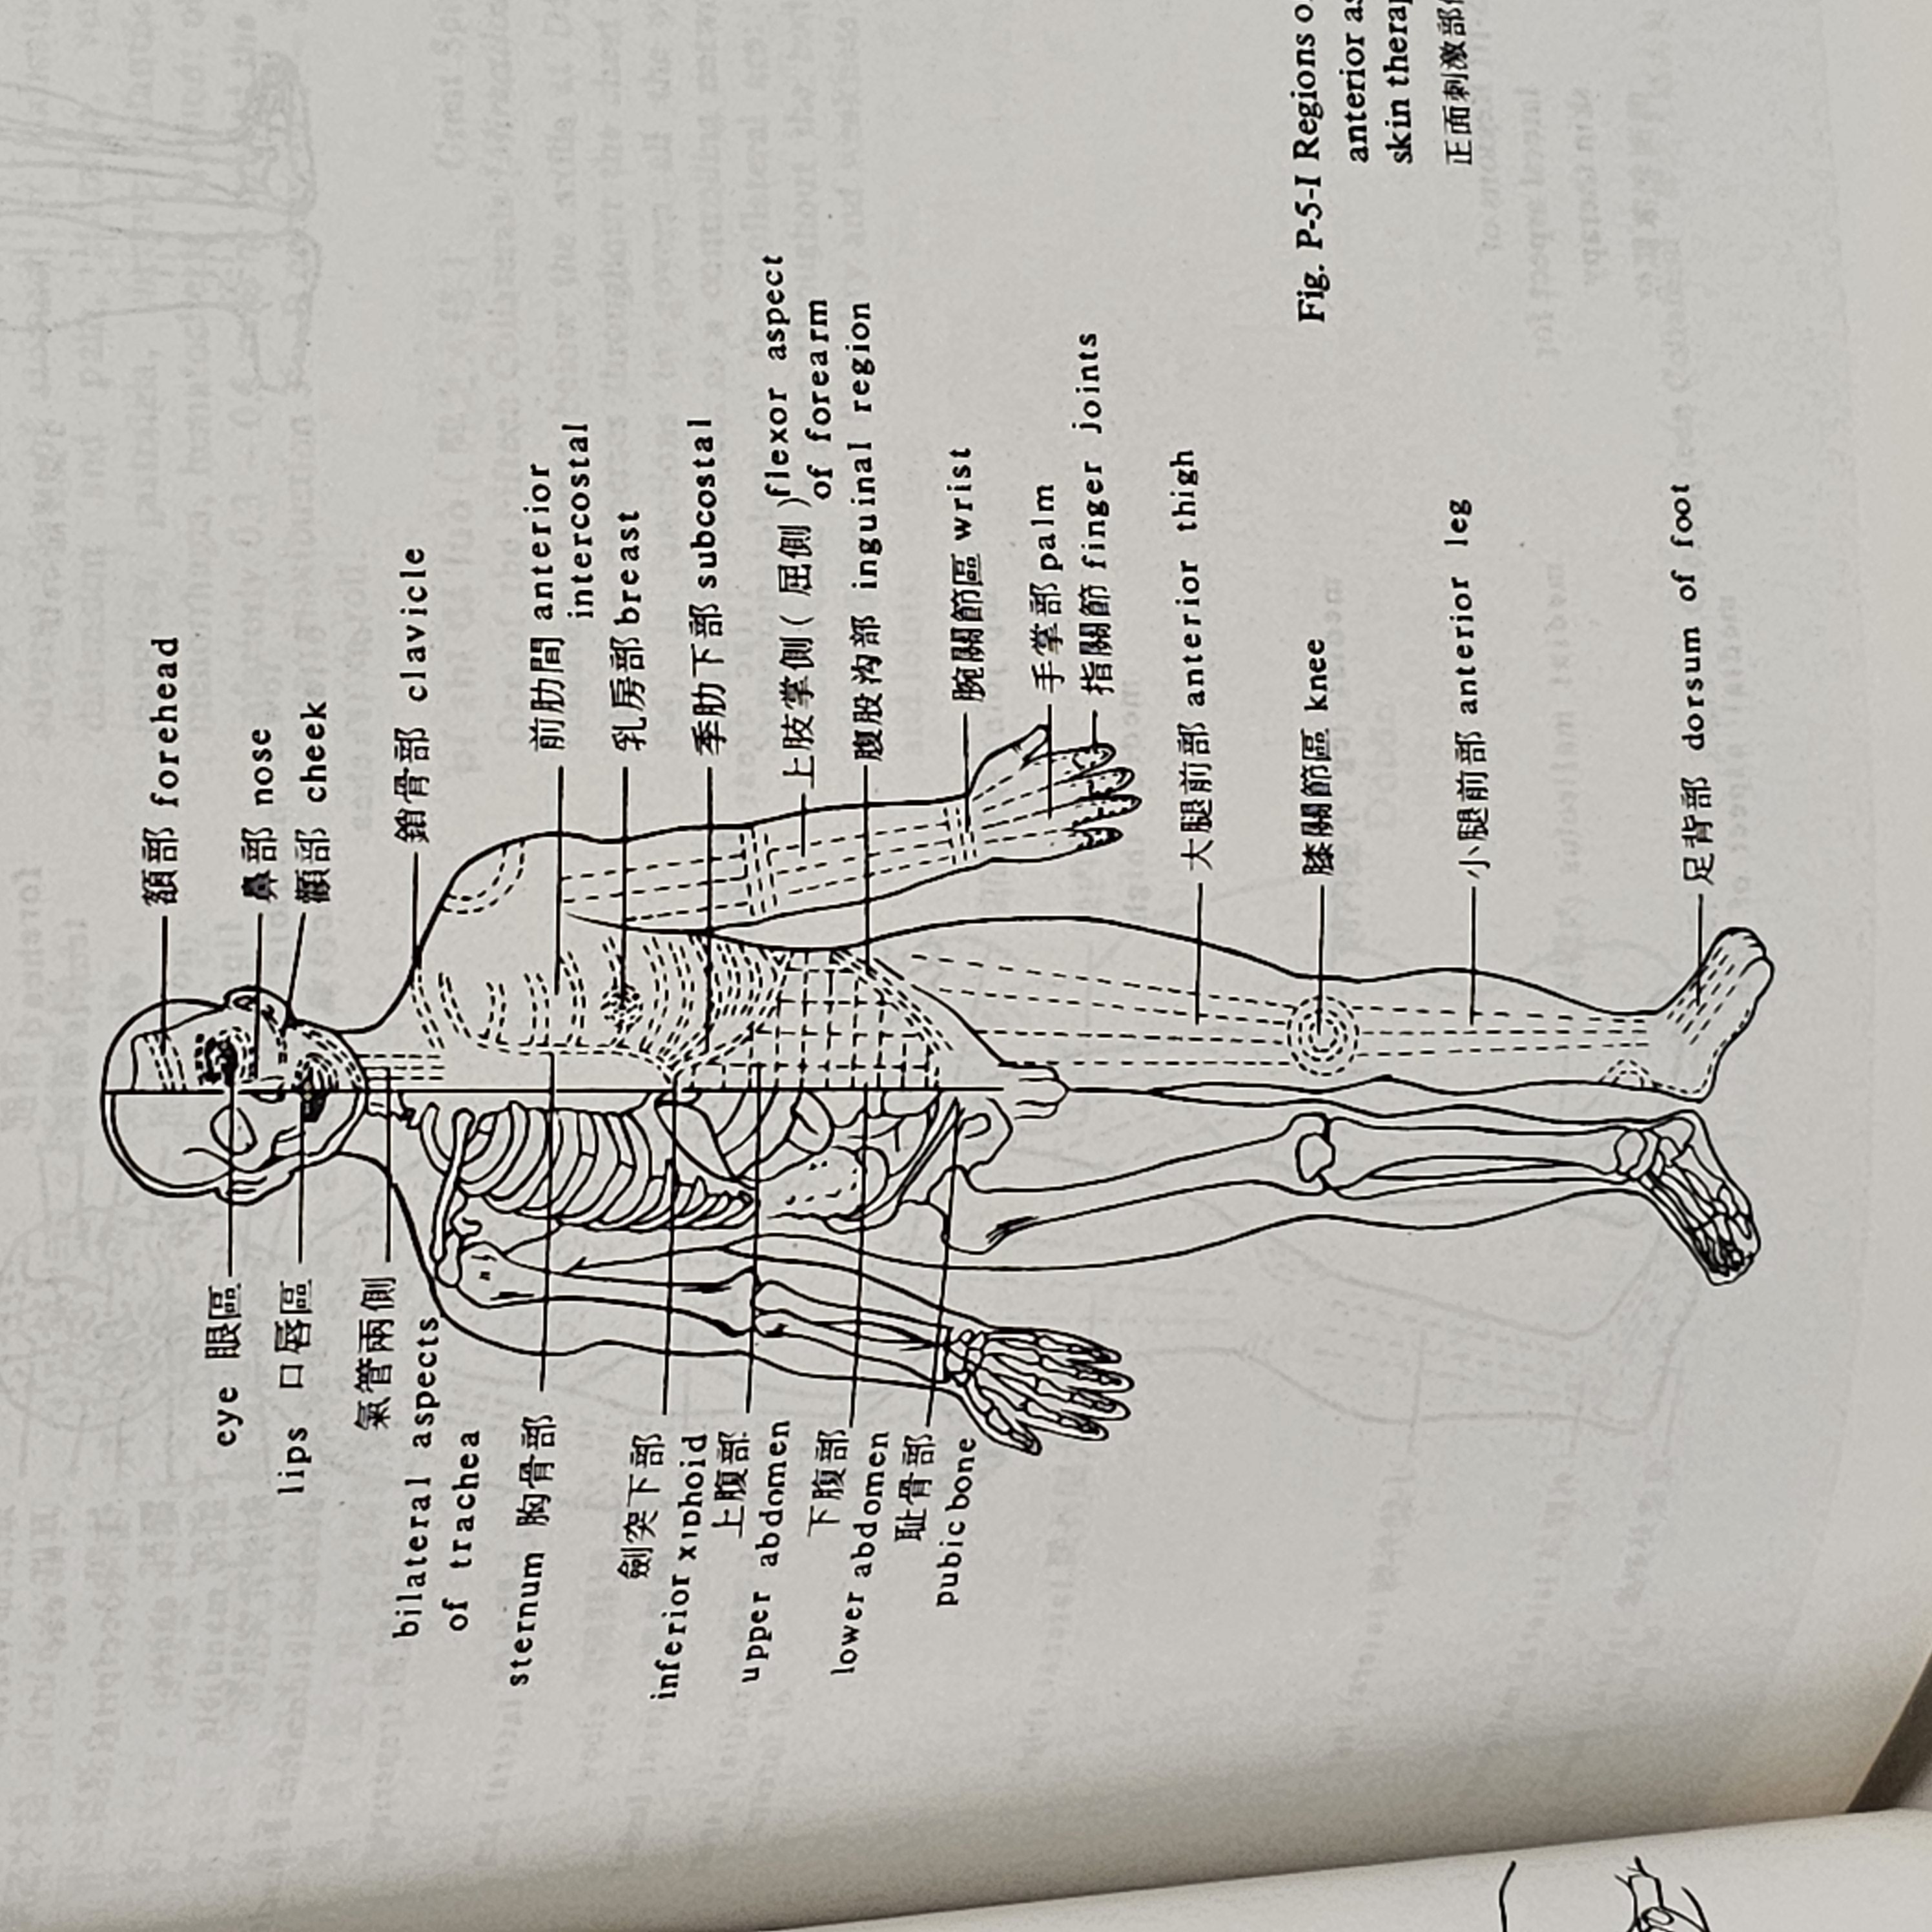 額部 forehead
eye 眼區
鼻部 nose
lips 口唇區
顴部 cheek
氣管兩側
bilateral aspects
of trachea
鎖骨部 clavicle
sternum 胸骨部
前肋間 anterior
intercostal
劍突下部
inferior xiphoid
乳房部 breast
上腹部
upper abdomen
季肋下部 subcostal
上肢掌側(屈側)flexor aspect
of forearm
下腹部
lower abdomen
腹股沟部 inguinal region
耻骨部
pubic bone
腕關節區 wrist
手掌部 palm
指關節 finger joints
大腿前部 anterior thigh
膝關節區 knee
小腿前部 anterior leg
足背部 dorsum of foot
Fig. P-5-I Regions
anterior
skin
正面刺激部